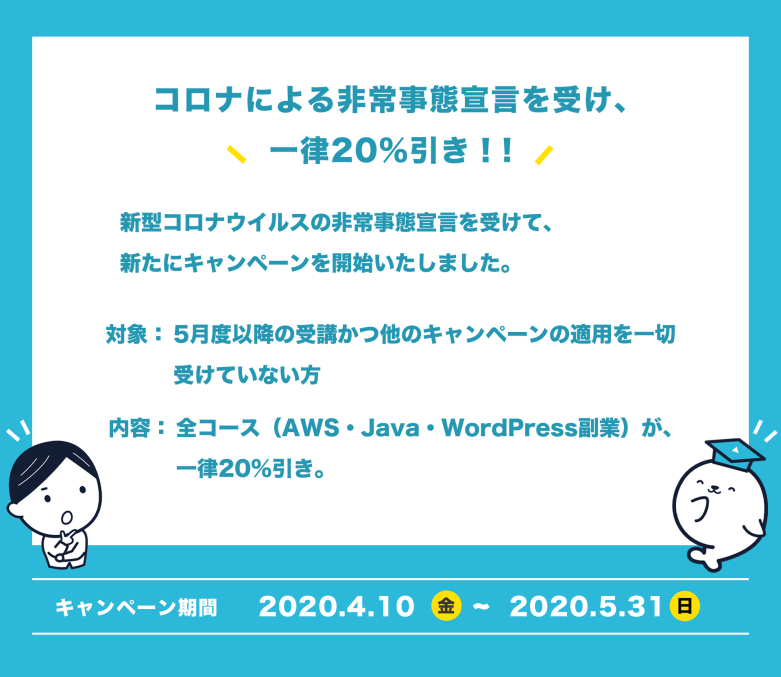 コロナによる非常事態宣言を受け、
一律20%引き！！
新型コロナウイルスの非常事態宣言を受けて、
新たにキャンペーンを開始いたしました。
対象：5月度以降の受講かつ他のキャンペーンの適用を一切
受けていない方
内容：全コース（AWS・Java・WordPress副業）が、
一律20%引き。
キャンペーン期間 2020.4.10 金 ~ 2020.5.31 日